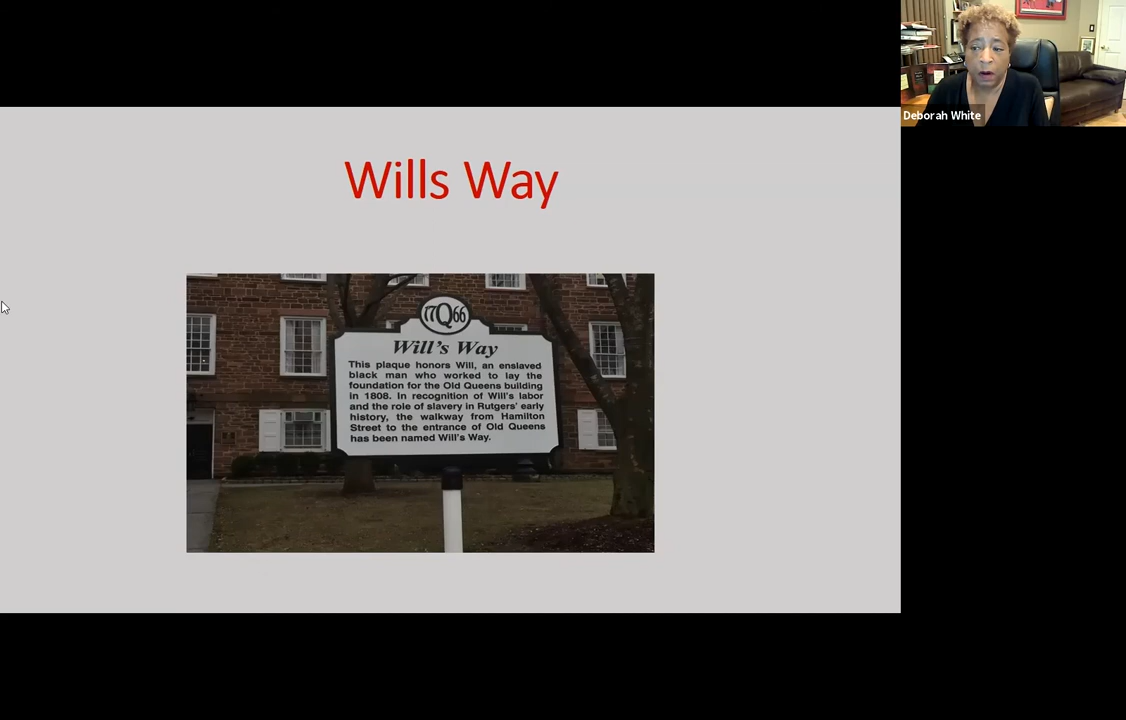 Deborah White
Wills Way
17Q66
Will's Way
This plaque honors Will, an enslaved
black man who worked to lay the
foundation for the Old Queens building
in 1808. In recognition of Will's labor
and the role of slavery in Rutgers' early
history, the walkway from Hamilton
Street to the entrance of Old Queens
has been named Will's Way.